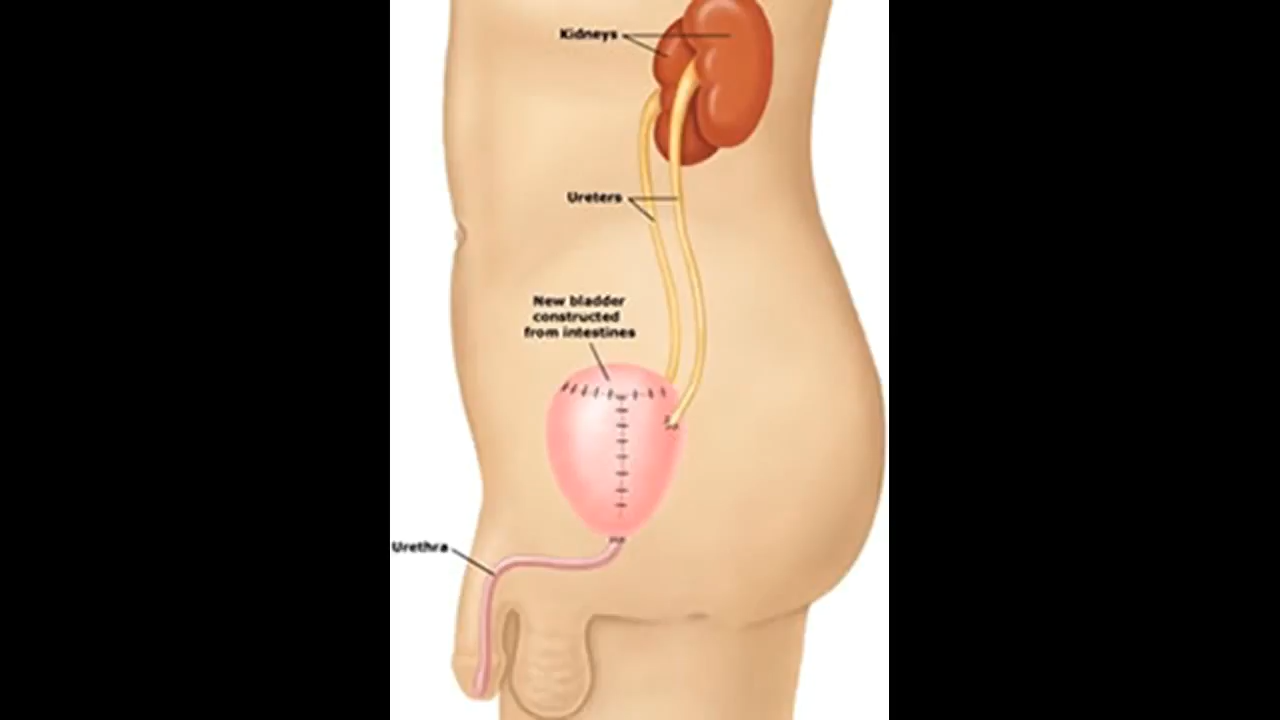 Kidneys
Ureters
New bladder
constructed
from intestines
Urethra